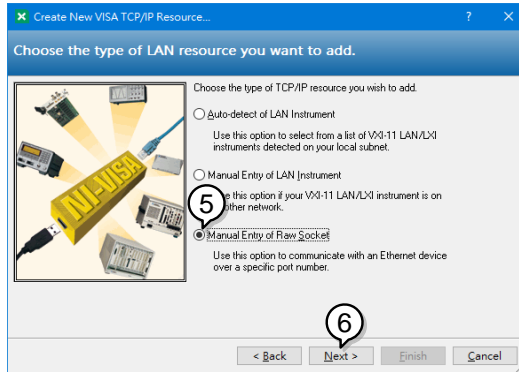 Create New VISA TCP/IP Resource... ? ×
Choose the type of LAN resource you want to add.
Choose the type of TCP/IP resource you wish to add.
Auto-detect of LAN Instrument
Use this option to select from a list of VXI-11 LAN/LXI
instruments detected on your local subnet.
Manual Entry of LAN Instrument
this option if your VXI-11 LAN/LXI instrument is on
network.
5
Manual Entry of Raw Socket
Use this option to communicate with an Ethernet device
over a specific port number.
NI-VISA
6
< Back Next > Finish Cancel